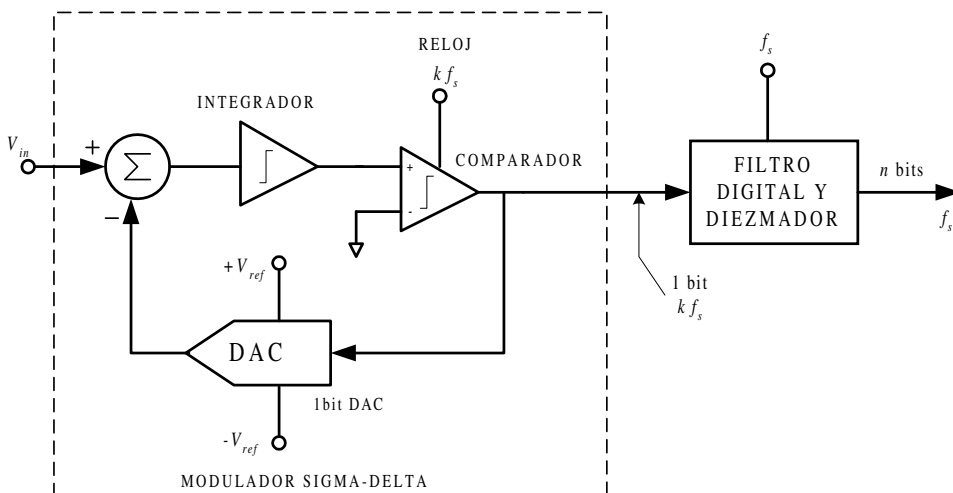 RELOJ
k f_s
f_s
INTEGRADOR
V_in
+
Σ
−
+
-
COMPARADOR
FILTRO
DIGITAL Y
DIEZMADOR
n bits
f_s
1 bit
k f_s
+V_ref
DAC
1bit DAC
-V_ref
MODULADOR SIGMA-DELTA